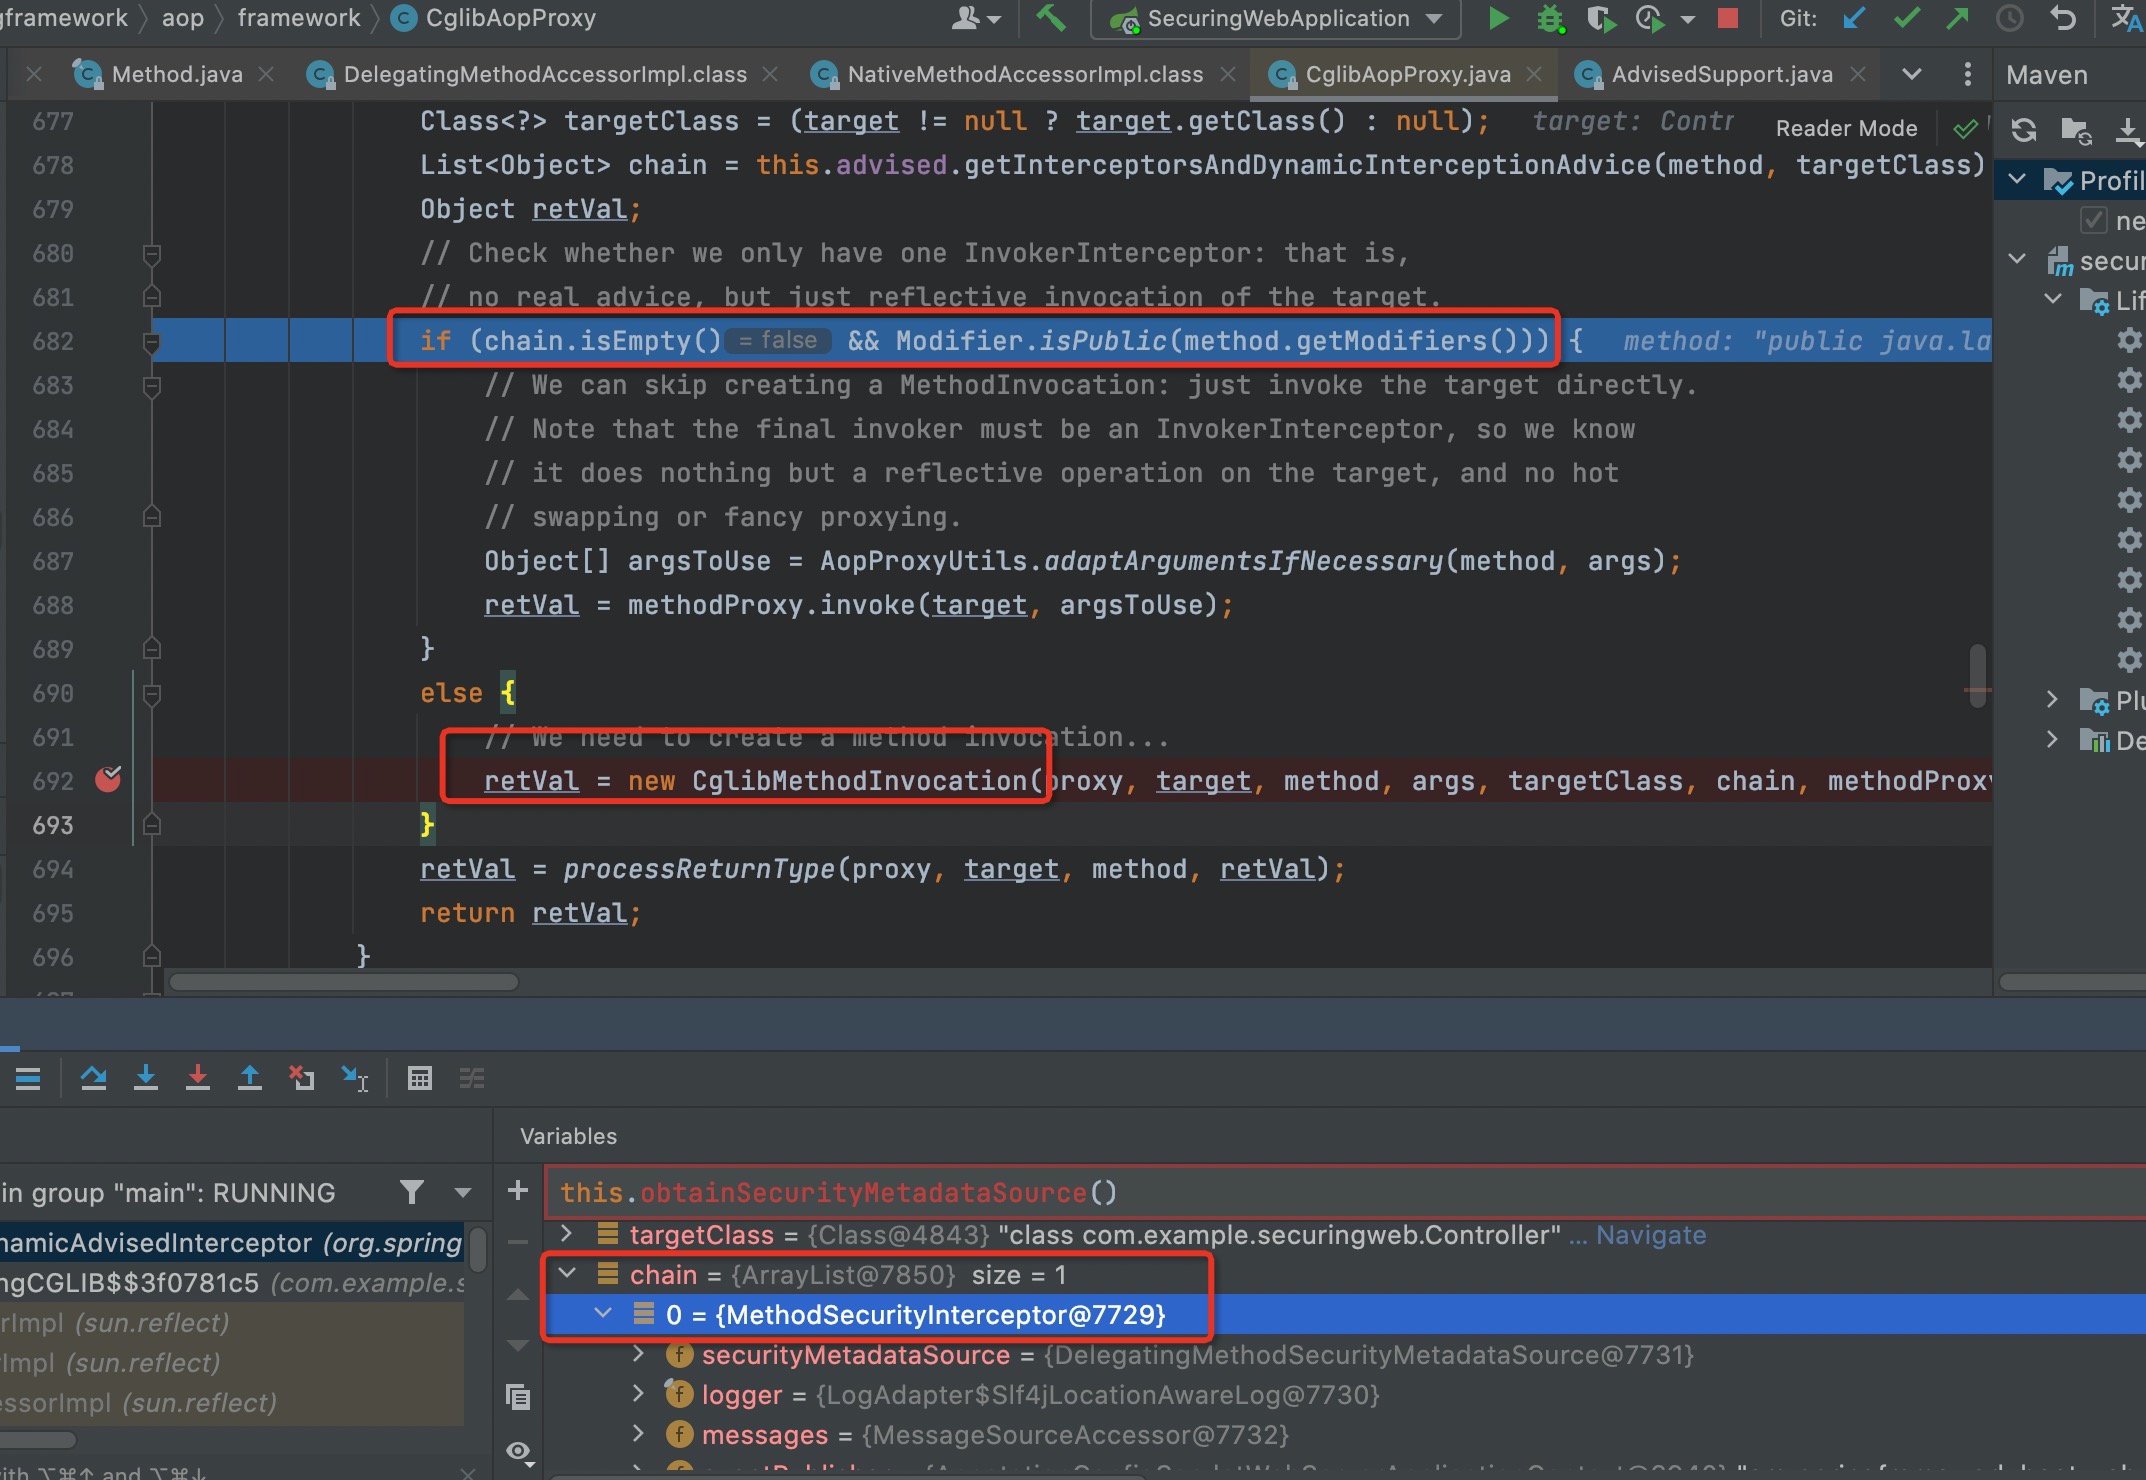 framework 〉 aop 〉 framework 〉 CglibAopProxy
SecuringWebApplication
Git:
Method.java
DelegatingMethodAccessorImpl.class
NativeMethodAccessorImpl.class
CglibAopProxy.java
AdvisedSupport.java
Maven
677 Class<?> targetClass = (target != null ? target.getClass() : null); target: Contr
Reader Mode
678 List<Object> chain = this.advised.getInterceptorsAndDynamicInterceptionAdvice(method, targetClass)
679 Object retVal;
680 // Check whether we only have one InvokerInterceptor: that is,
681 // no real advice, but just reflective invocation of the target.
682 if (chain.isEmpty() = false && Modifier.isPublic(method.getModifiers())) { method: "public java.la
683 // We can skip creating a MethodInvocation: just invoke the target directly.
684 // Note that the final invoker must be an InvokerInterceptor, so we know
685 // it does nothing but a reflective operation on the target, and no hot
686 // swapping or fancy proxying.
687 Object[] argsToUse = AopProxyUtils.adaptArgumentsIfNecessary(method, args);
688 retVal = methodProxy.invoke(target, argsToUse);
689 }
690 else {
691 // We need to create a method invocation...
692 retVal = new CglibMethodInvocation(proxy, target, method, args, targetClass, chain, methodProxy
693 }
694 retVal = processReturnType(proxy, target, method, retVal);
695 return retVal;
696 }
Profil
ne
secur
Lif
Plu
De
Variables
in group "main": RUNNING
namicAdvisedInterceptor (org.spring
ngCGLIB$$3f0781c5 (com.example.s
rImpl (sun.reflect)
rImpl (sun.reflect)
essorImpl (sun.reflect)
with ⌥⌘↑ and ⌥⌘↓
this.obtainSecurityMetadataSource()
targetClass = {Class@4843} "class com.example.securingweb.Controller" ... Navigate
chain = {ArrayList@7850} size = 1
0 = {MethodSecurityInterceptor@7729}
securityMetadataSource = {DelegatingMethodSecurityMetadataSource@7731}
logger = {LogAdapter$Slf4jLocationAwareLog@7730}
messages = {MessageSourceAccessor@7732}